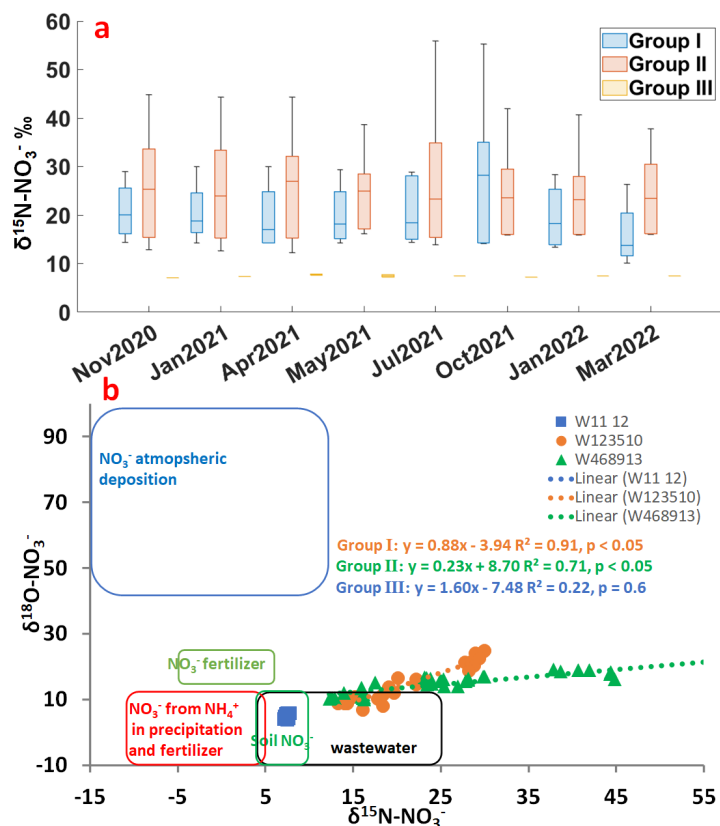 a
60
50
40
30
20
10
0
δ¹⁵N-NO₃⁻ ‰
Group I
Group II
Group III
Nov2020
Jan2021
Apr2021
May2021
Jul2021
Oct2021
Jan2022
Mar2022
b
90
70
50
30
10
-10
δ¹⁸O-NO₃⁻
NO₃⁻ atmopsheric
deposition
W11 12
W123510
W468913
Linear (W11 12)
Linear (W123510)
Linear (W468913)
Group I: y = 0.88x - 3.94 R² = 0.91, p < 0.05
Group II: y = 0.23x + 8.70 R² = 0.71, p < 0.05
Group III: y = 1.60x - 7.48 R² = 0.22, p = 0.6
NO₃⁻ fertilizer
NO₃⁻ from NH₄⁺
in precipitation
and fertilizer
Soil NO₃⁻
wastewater
-15
-5
5
15
25
35
45
55
δ¹⁵N-NO₃⁻